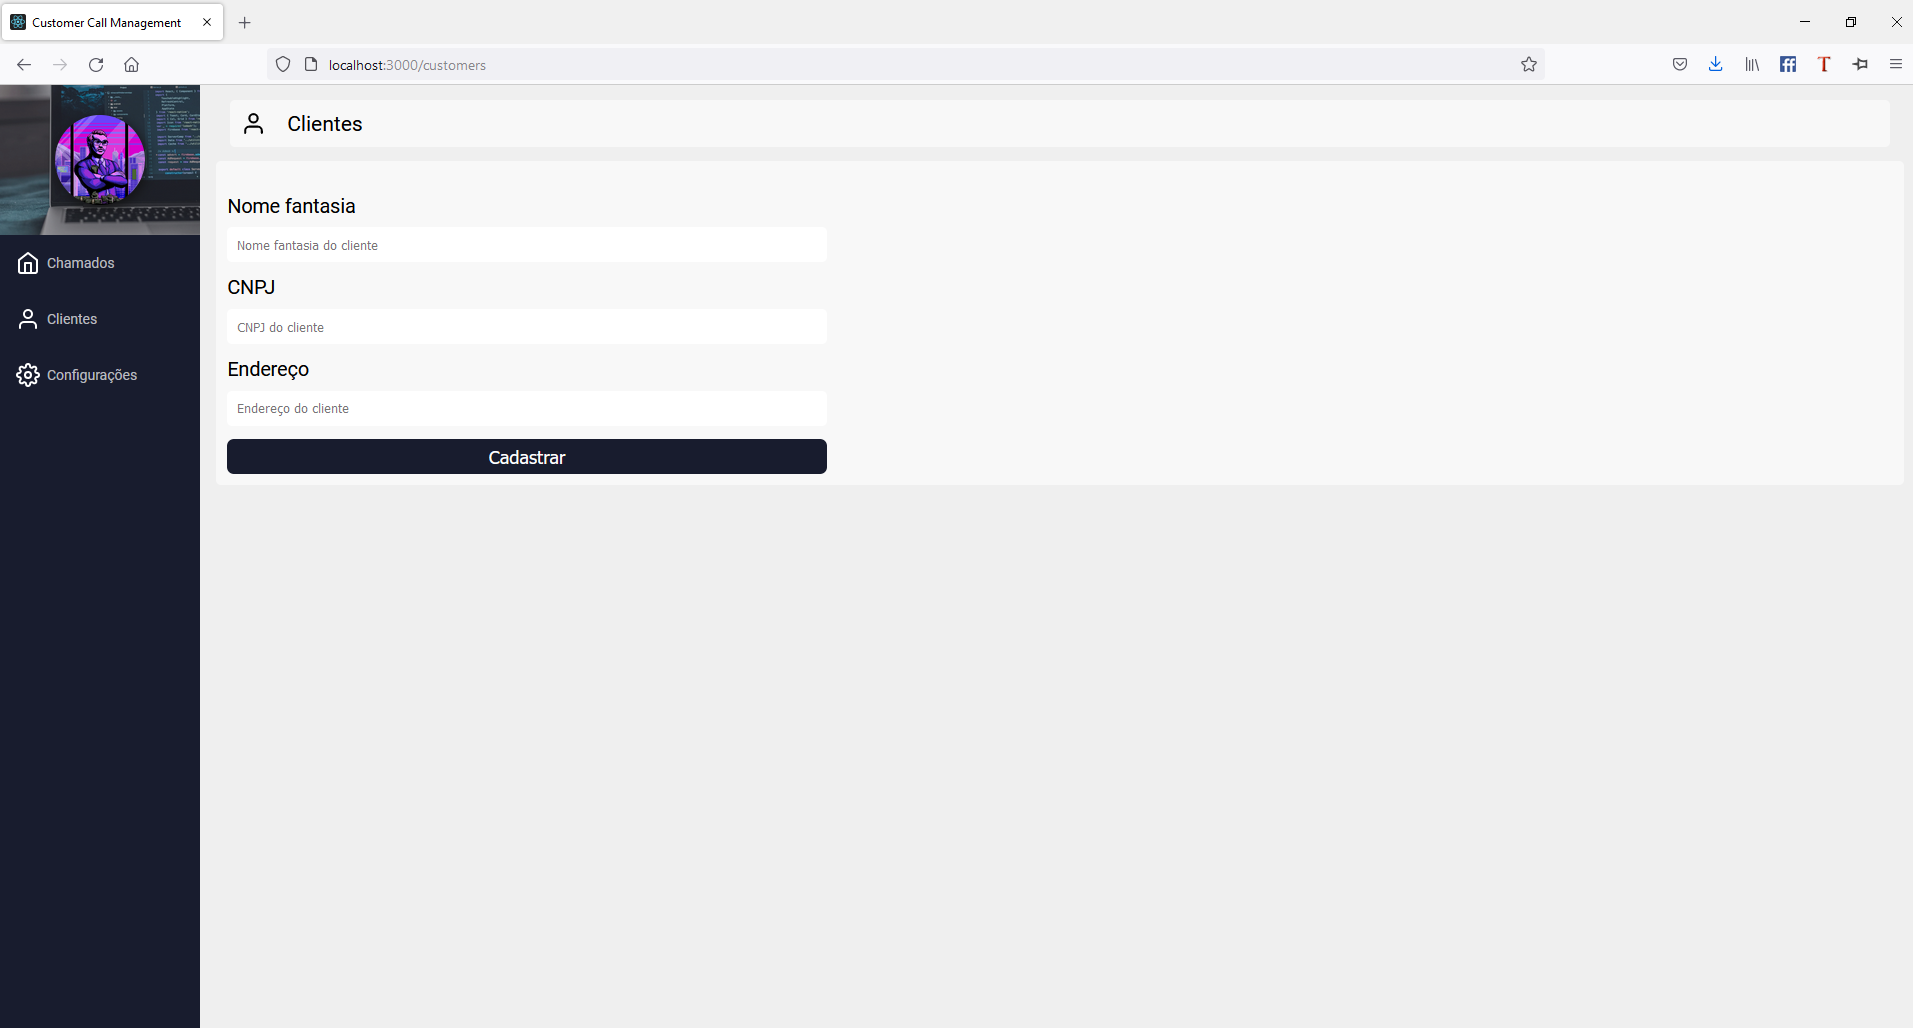 Customer Call Management
localhost:3000/customers
Clientes
Chamados
Clientes
Configurações
Nome fantasia
Nome fantasia do cliente
CNPJ
CNPJ do cliente
Endereço
Endereço do cliente
Cadastrar